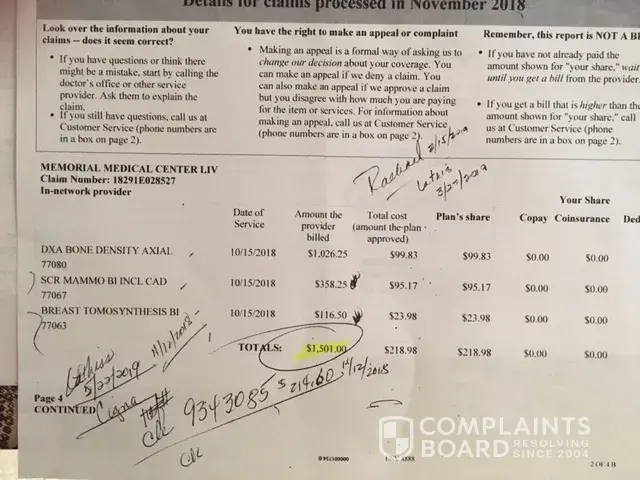 Details for claims processed in November 2018
Look over the information about your
claims -- does it seem correct?
• If you have questions or think there
might be a mistake, start by calling the
doctor's office or other service
provider. Ask them to explain the
claim.
• If you still have questions, call us at
Customer Service (phone numbers are
in a box on page 2).
You have the right to make an appeal or complaint
• Making an appeal is a formal way of asking us to
change our decision about your coverage. You
can make an appeal if we deny a claim. You
can also make an appeal if we approve a claim
but you disagree with how much you are paying
for the item or services. For information about
making an appeal, call us at Customer Service
(phone numbers are in a box on page 2).
Remember, this report is NOT A BI
• If you have not already paid the
amount shown for "your share," wait
until you get a bill from the provider.
• If you get a bill that is higher than the
amount shown for "your share," call
us at Customer Service (phone
numbers are in a box on page 2).
Rachael 2/15/2019
3/22/2019
MEMORIAL MEDICAL CENTER LIV
Claim Number: 18291E028527
In-network provider
Your Share
Date of Service Amount the provider billed Total cost (amount the plan approved) Plan's share Copay Coinsurance Ded
DXA BONE DENSITY AXIAL 10/15/2018 $1,026.25 $99.83 $99.83 $0.00 $0.00
77080
SCR MAMMO BI INCL CAD 10/15/2018 $358.25 $95.17 $95.17 $0.00 $0.00
77067
BREAST TOMOSYNTHESIS BI 10/15/2018 $116.50 $23.98 $23.98 $0.00 $0.00
77063
TOTALS: $1,501.00 $218.98 $218.98 $0.00 $0.00
11/12/2018
5/22/2019
Cigna
Page 4
CONTINUED
9343085 $214.60 11/12/2018
COMPLAINTS
BOARD RESOLVING
SINCE 2004
2 OF 4 B